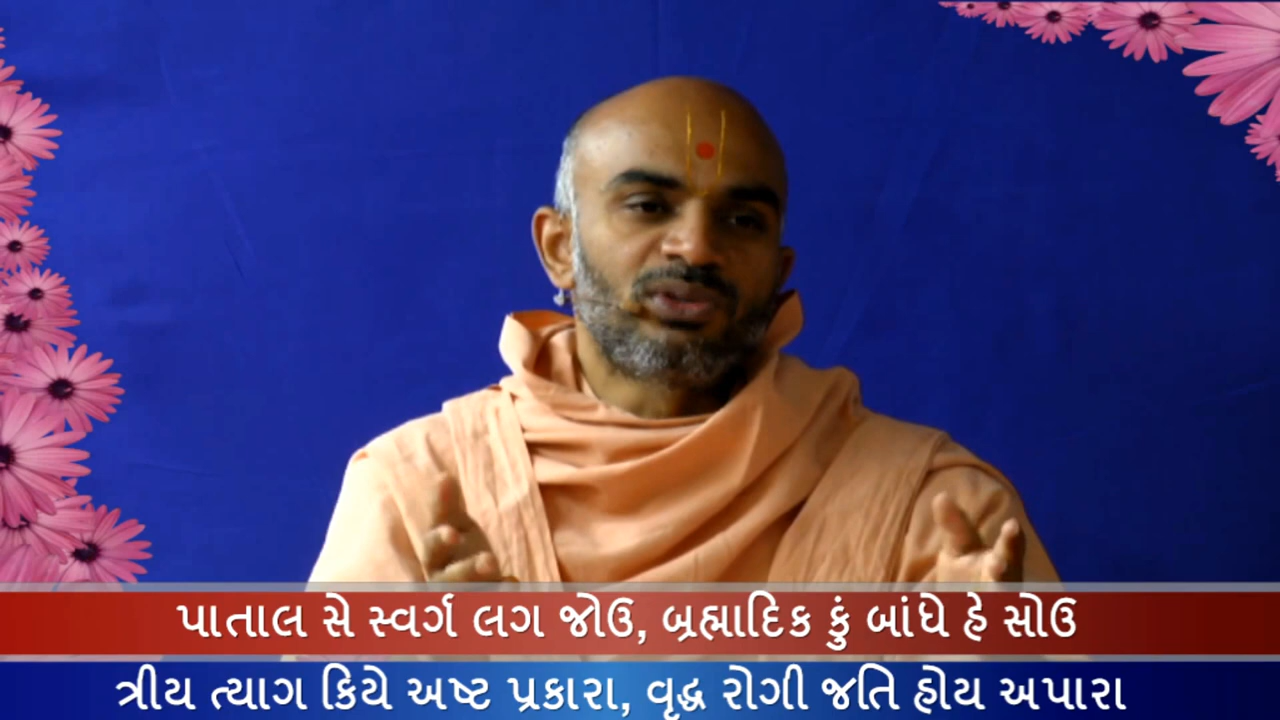 પાતાલ સે સ્વર્ગ લગ જોઉ, બ્રહ્માદિક કું બાંધે હે સોઉ
ત્રીય ત્યાગ કિયે અષ્ટ પ્રકારા, વૃદ્ધ રોગી જતિ હોય અપારા